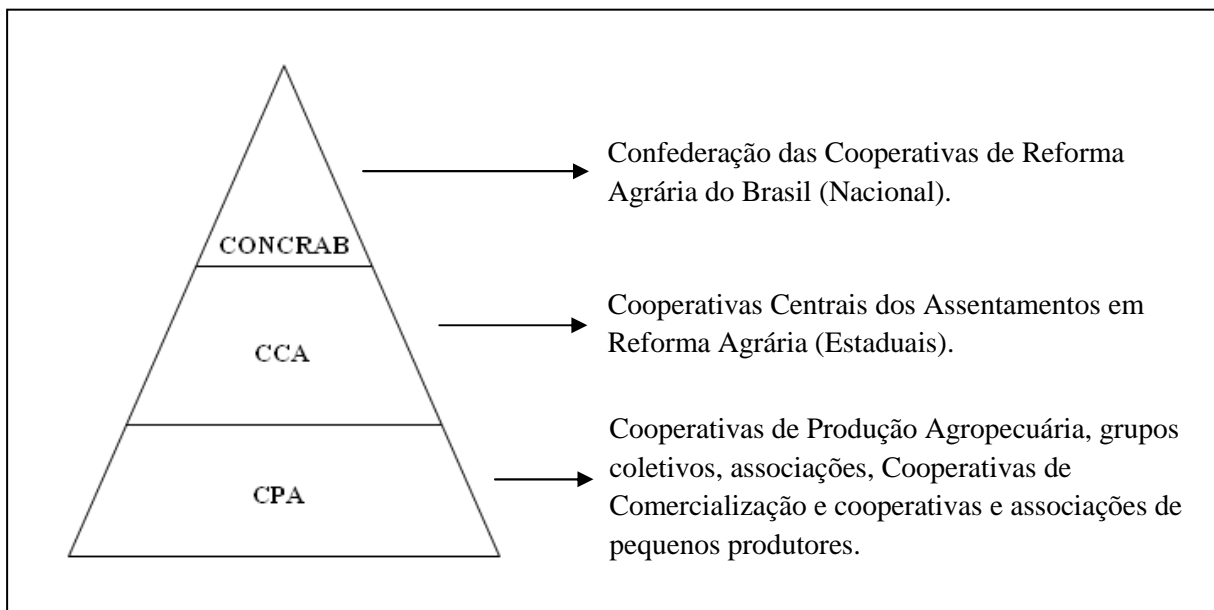 CONCRAB
Confederação das Cooperativas de Reforma
Agrária do Brasil (Nacional).
CCA
Cooperativas Centrais dos Assentamentos em
Reforma Agrária (Estaduais).
CPA
Cooperativas de Produção Agropecuária, grupos
coletivos, associações, Cooperativas de
Comercialização e cooperativas e associações de
pequenos produtores.